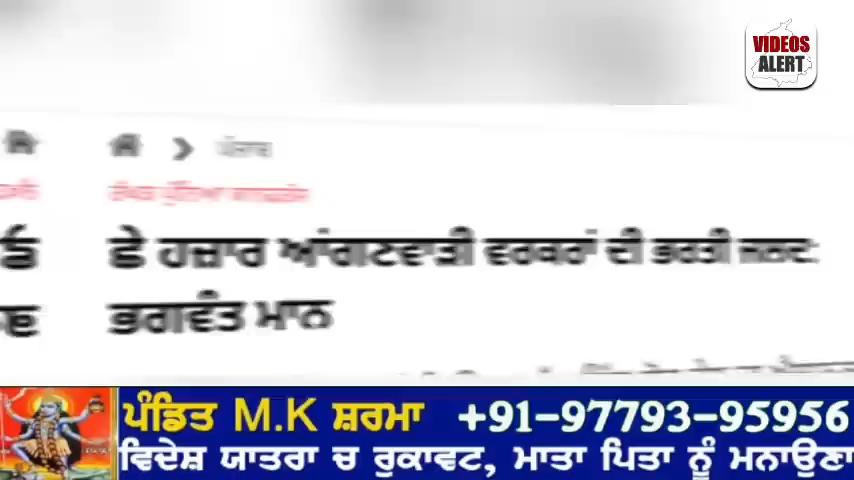 VIDEOS
ALERT
ਛੇ ਹਜ਼ਾਰ ਆਂਗਣਵਾੜੀ ਵਰਕਰਾਂ ਦੀ ਭਰਤੀ ਜਲਦ:
ਭਗਵੰਤ ਮਾਨ
ਪੰਡਿਤ M.K ਸ਼ਰਮਾ +91-97793-95956
ਵਿਦੇਸ਼ ਯਾਤਰਾ ਚ ਰੁਕਾਵਟ, ਮਾਤਾ ਪਿਤਾ ਨੂੰ ਮਨਾਉਣਾ